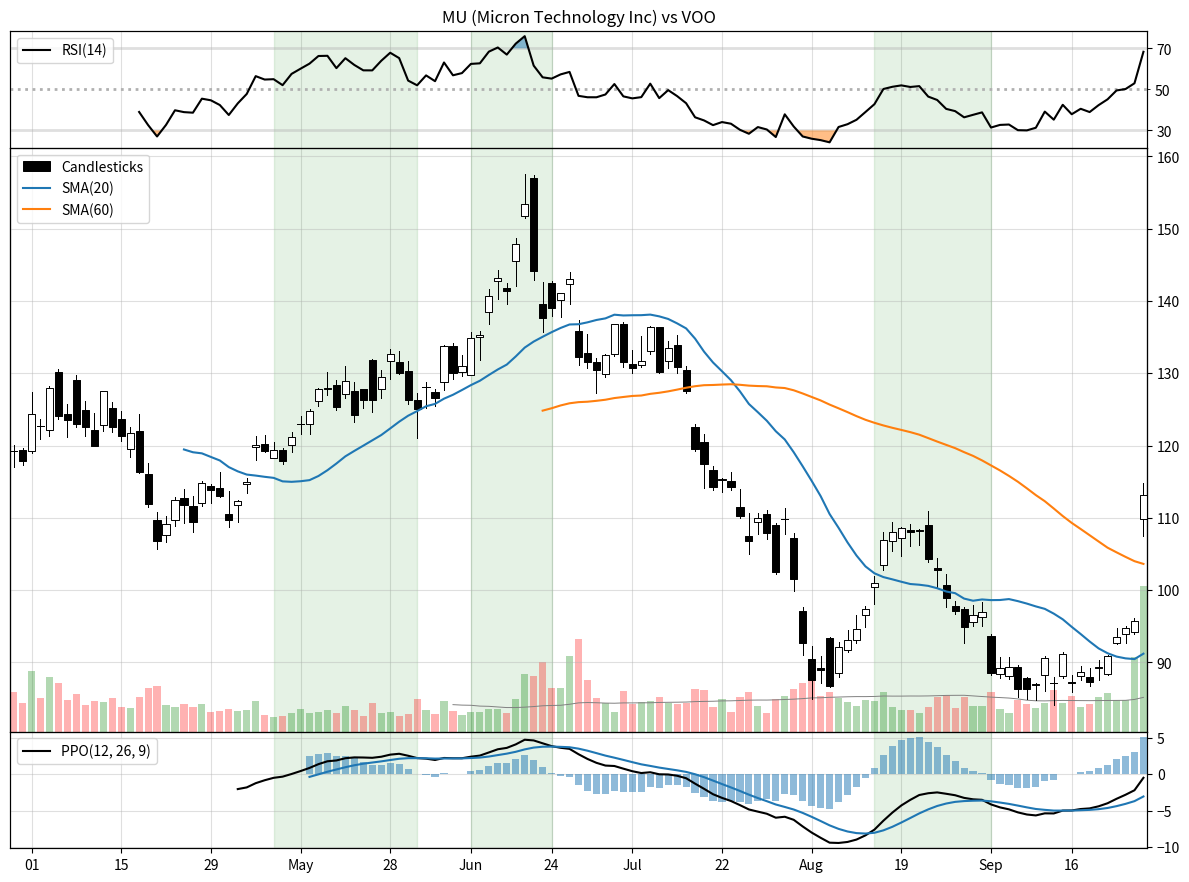 MU (Micron Technology Inc) vs VOO
RSI(14)
70
50
30
Candlesticks
SMA(20)
SMA(60)
160
150
140
130
120
110
100
90
PPO(12, 26, 9)
5
0
−5
−10
01 15 29 May 28 Jun 24 Jul 22 Aug 19 Sep 16